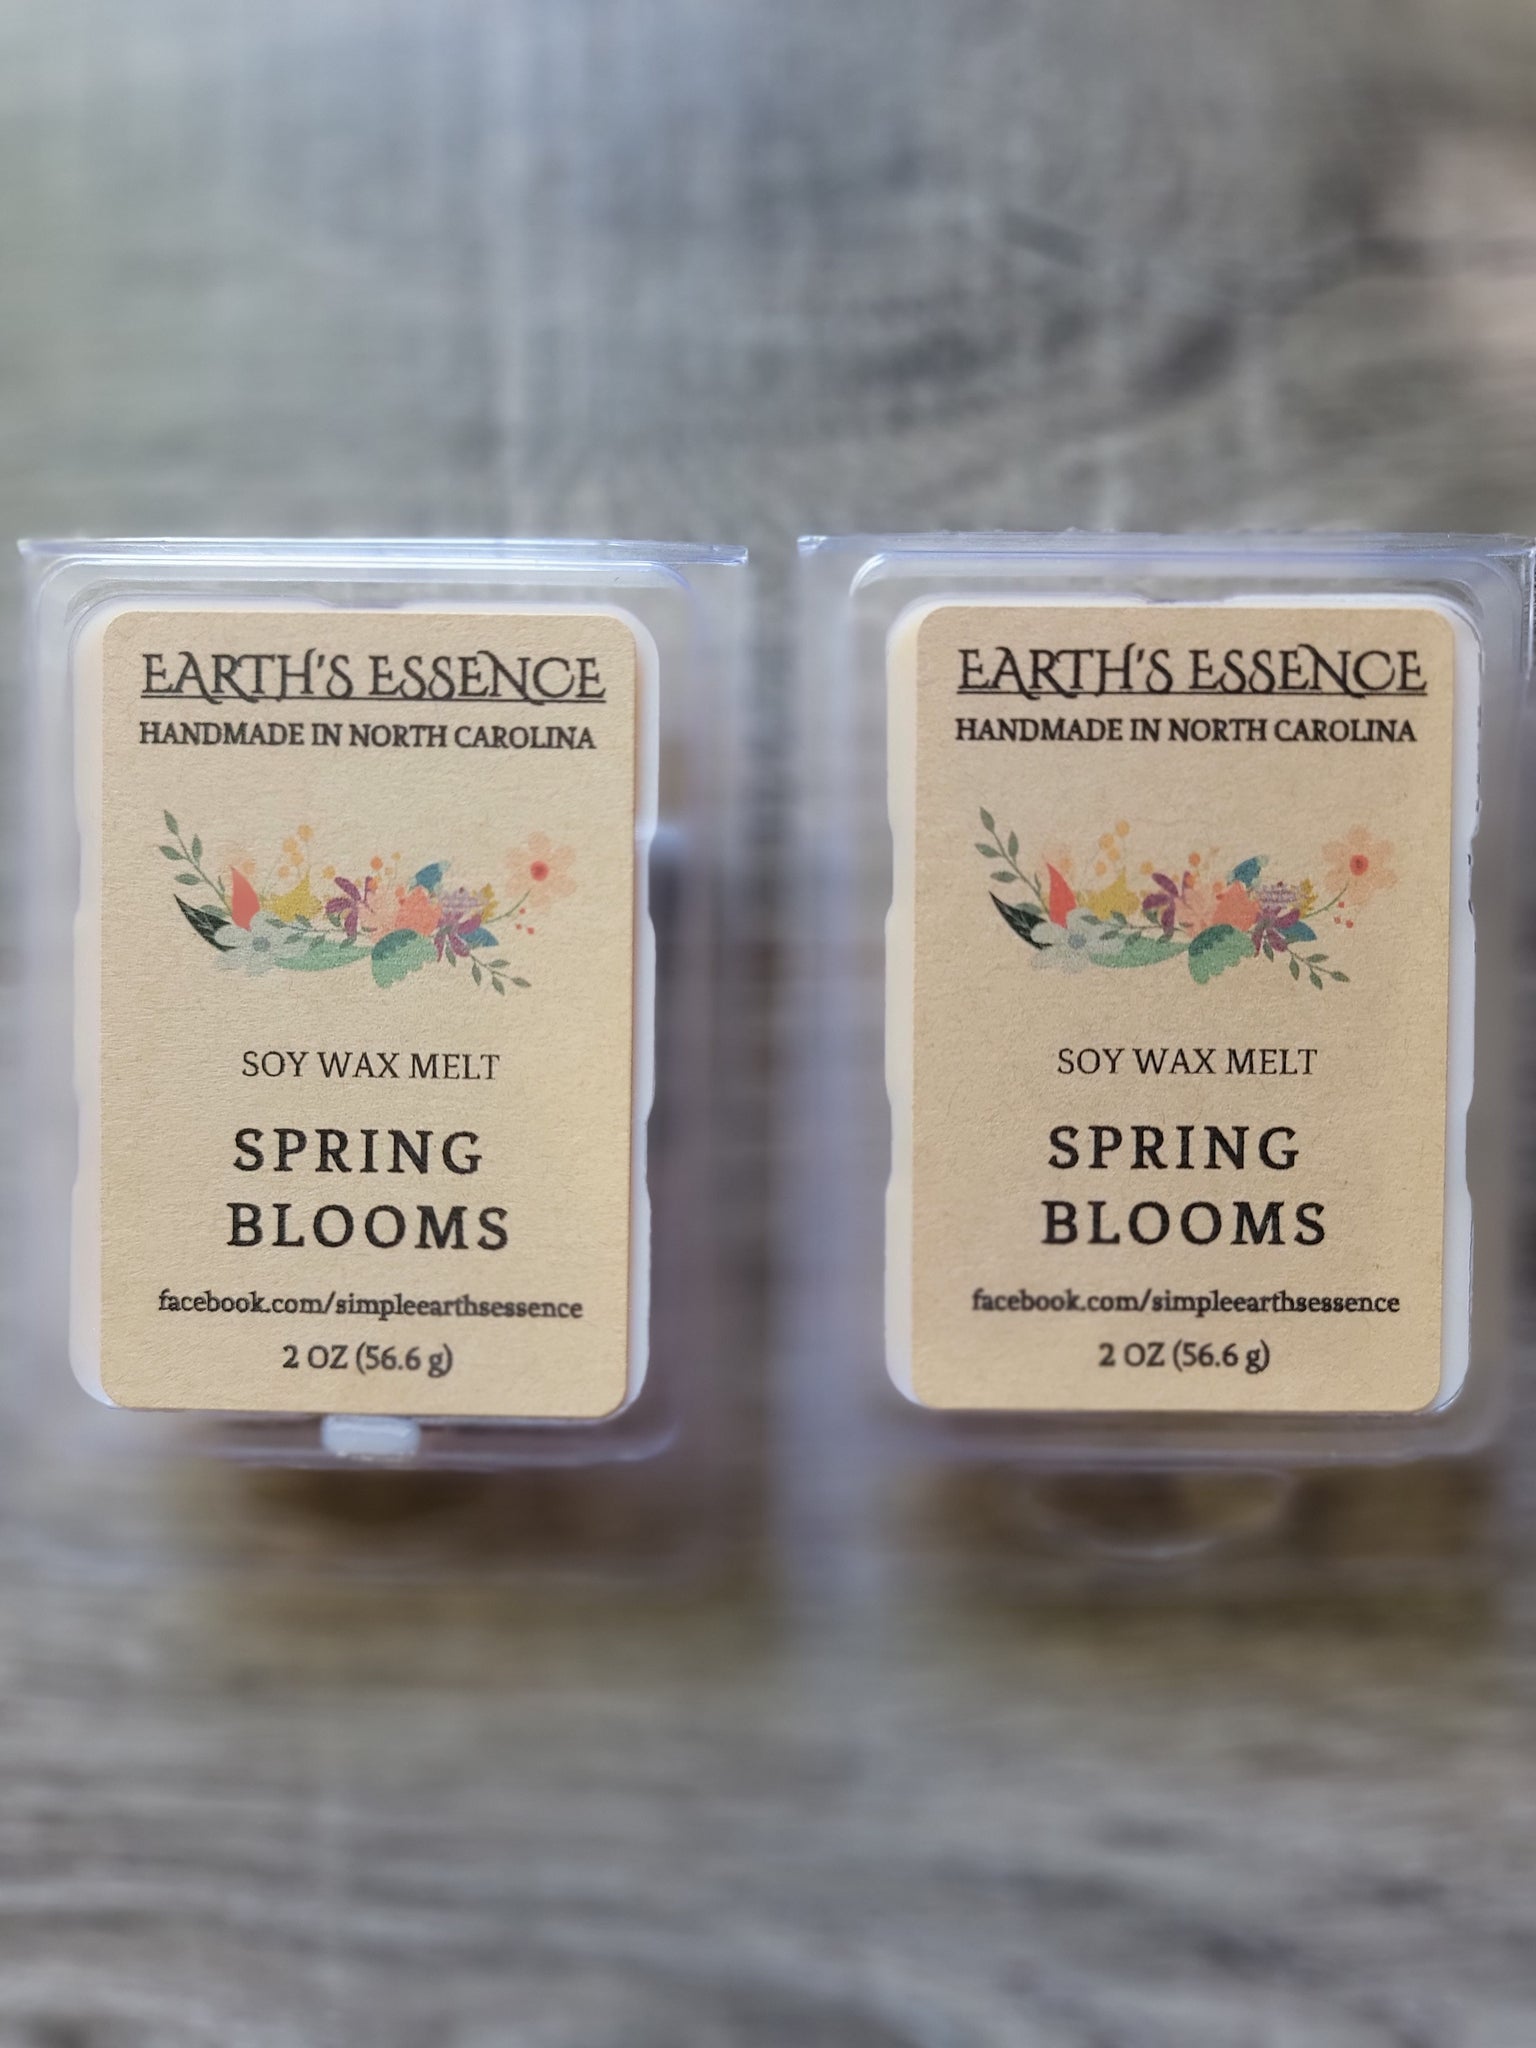 EARTH'S ESSENCE
HANDMADE IN NORTH CAROLINA
SOY WAX MELT
SPRING
BLOOMS
facebook.com/simpleearthsessence
2 OZ (56.6 g)
EARTH'S ESSENCE
HANDMADE IN NORTH CAROLINA
SOY WAX MELT
SPRING
BLOOMS
facebook.com/simpleearthsessence
2 OZ (56.6 g)